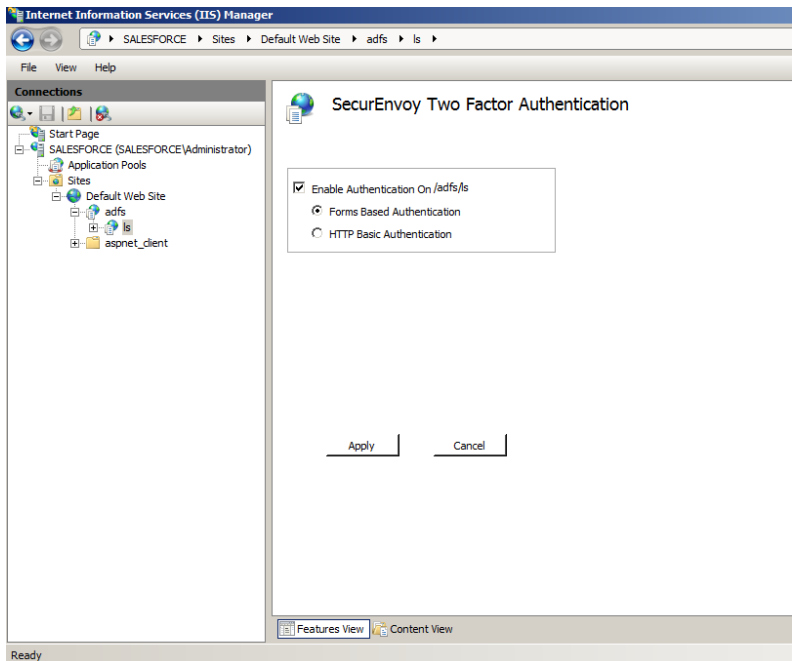 Internet Information Services (IIS) Manage
SALESFORCE Sites Default Web Site adfs ls
File View Help
Connections
Start Page
SALESFORCE (SALESFORCE\Administrator)
Application Pools
Sites
Default Web Site
adfs
ls
aspnet_client
SecurEnvoy Two Factor Authentication
Enable Authentication On /adfs/ls
Forms Based Authentication
HTTP Basic Authentication
Apply Cancel
Features View Content View
Ready